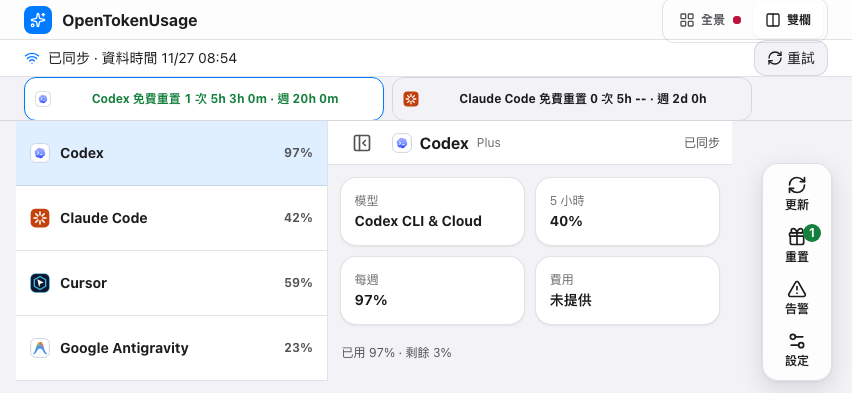 OpenTokenUsage
全景
雙欄
已同步 · 資料時間 11/27 08:54
重試
Codex 免費重置 1 次 5h 3h 0m · 週 20h 0m
Claude Code 免費重置 0 次 5h -- · 週 2d 0h
Codex 97%
Claude Code 42%
Cursor 59%
Google Antigravity 23%
Codex Plus
已同步
模型
Codex CLI & Cloud
5 小時
40%
每週
97%
費用
未提供
已用 97% · 剩餘 3%
更新
1
重置
告警
設定